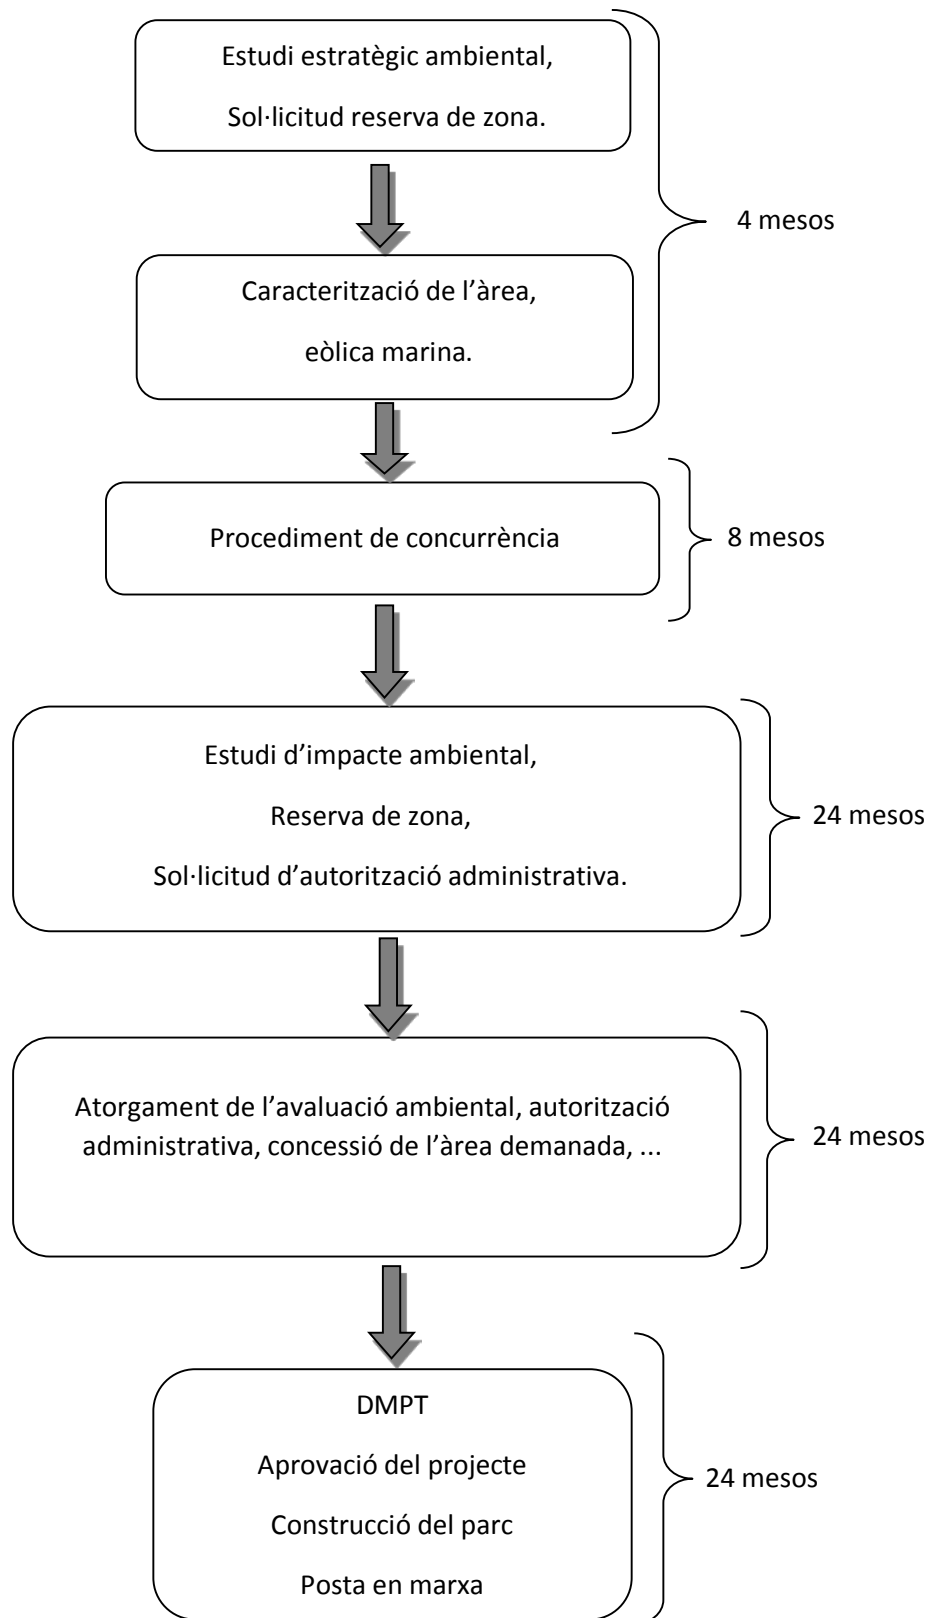 Estudi estratègic ambiental,
Sol·licitud reserva de zona.
4 mesos
Caracterització de l’àrea,
eòlica marina.
Procediment de concurrència
8 mesos
Estudi d’impacte ambiental,
Reserva de zona,
24 mesos
Sol·licitud d’autorització administrativa.
Atorgament de l’avaluació ambiental, autorització
administrativa, concessió de l’àrea demanada, ...
24 mesos
DMPT
Aprovació del projecte
24 mesos
Construcció del parc
Posta en marxa